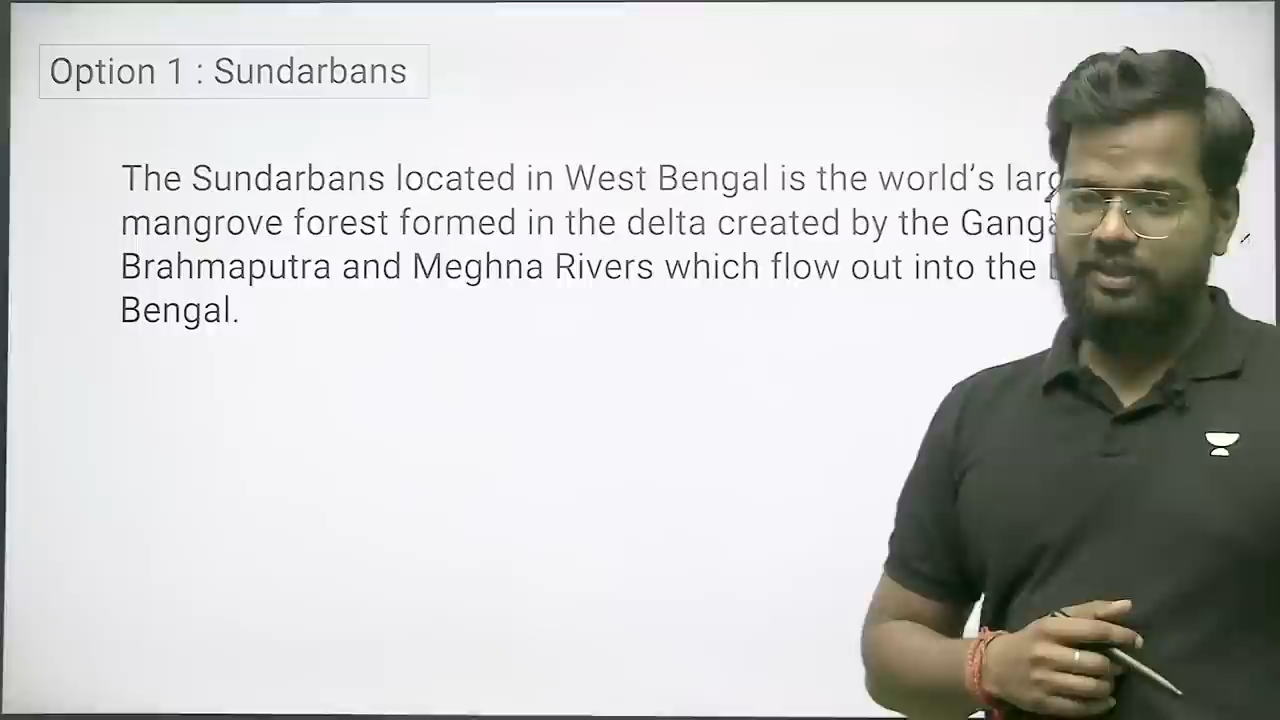 Option 1 : Sundarbans
The Sundarbans located in West Bengal is the world's
mangrove forest formed in the delta created by the
Brahmaputra and Meghna Rivers which flow out into the
Bengal.